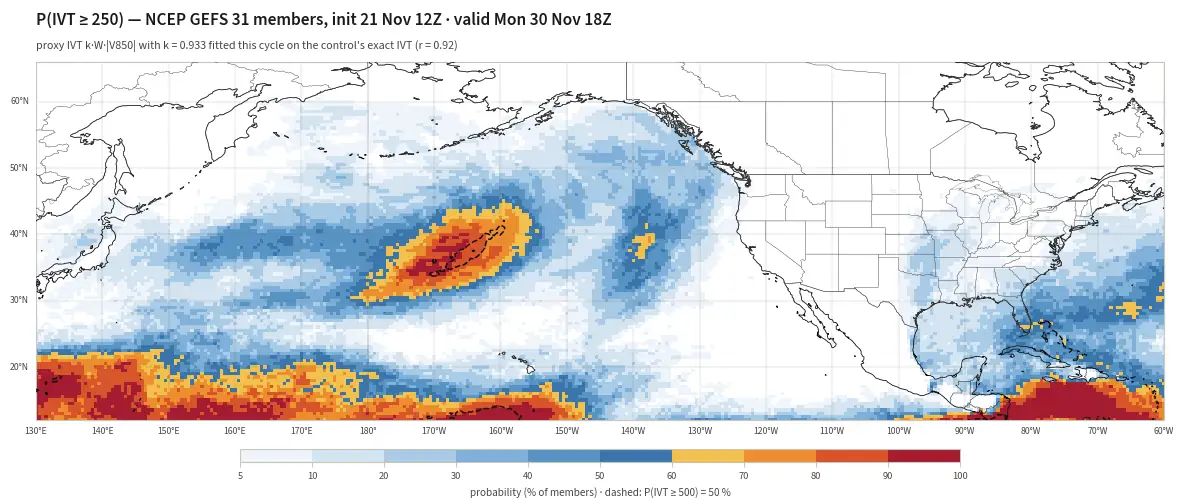 P(IVT ≥ 250) — NCEP GEFS 31 members, init 21 Nov 12Z · valid Mon 30 Nov 18Z
proxy IVT k·W·|V850| with k = 0.933 fitted this cycle on the control's exact IVT (r = 0.92)
60°N
50°N
40°N
30°N
20°N
130°E 140°E 150°E 160°E 170°E 180° 170°W 160°W 150°W 140°W 130°W 120°W 110°W 100°W 90°W 80°W 70°W 60°W
5 10 20 30 40 50 60 70 80 90 100
probability (% of members) · dashed: P(IVT ≥ 500) = 50 %